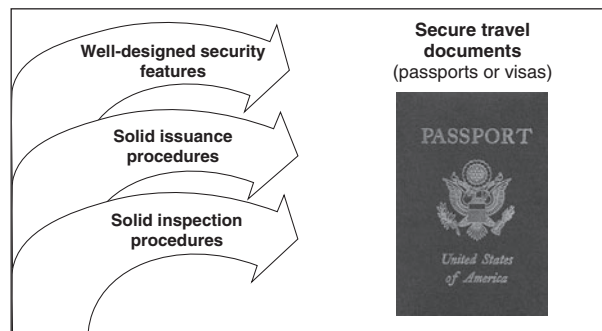 Well-designed security
features
Solid issuance
procedures
Solid inspection
procedures
Secure travel
documents
(passports or visas)
PASSPORT
United States
of America